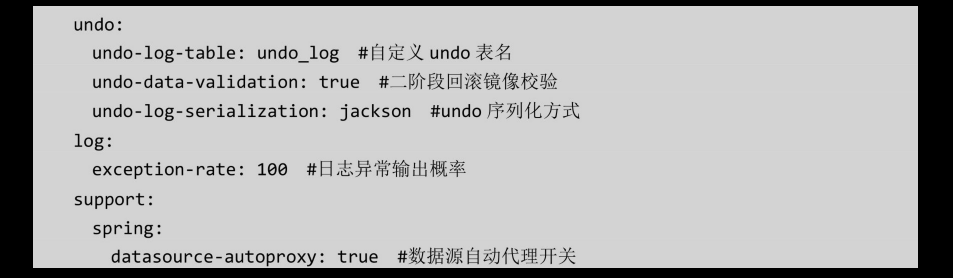 undo:
undo-log-table: undo_log #自定义 undo 表名
undo-data-validation: true #二阶段回滚镜像校验
undo-log-serialization: jackson #undo 序列化方式
log:
exception-rate: 100 #日志异常输出概率
support:
spring:
datasource-autoproxy: true #数据源自动代理开关